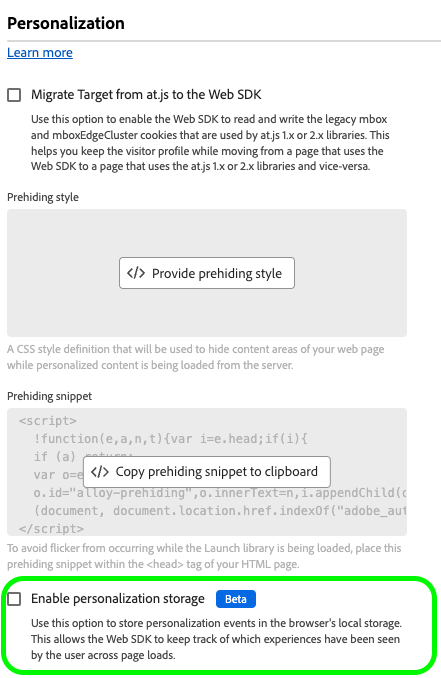 Personalization
Learn more
Migrate Target from at.js to the Web SDK
Use this option to enable the Web SDK to read and write the legacy mbox
and mboxEdgeCluster cookies that are used by at.js 1.x or 2.x libraries. This
helps you keep the visitor profile while moving from a page that uses the
Web SDK to a page that uses the at.js 1.x or 2.x libraries and vice-versa.
Prehiding style
</> Provide prehiding style
A CSS style definition that will be used to hide content areas of your web page
while personalized content is being loaded from the server.
Prehiding snippet
<script>
!function(e,a,n,t){var i=e.head;if(i){
if (a) return;
var o=e
</> Copy prehiding snippet to clipboard
o.id="alloy-prehiding",o.innerText=n,i.appendChild(
(document, document.location.href.indexOf("adobe_aut
</script>
To avoid flicker from occurring while the Launch library is being loaded, place this
prehiding snippet within the <head> tag of your HTML page.
Enable personalization storage Beta
Use this option to store personalization events in the browser's local storage.
This allows the Web SDK to keep track of which experiences have been seen
by the user across page loads.